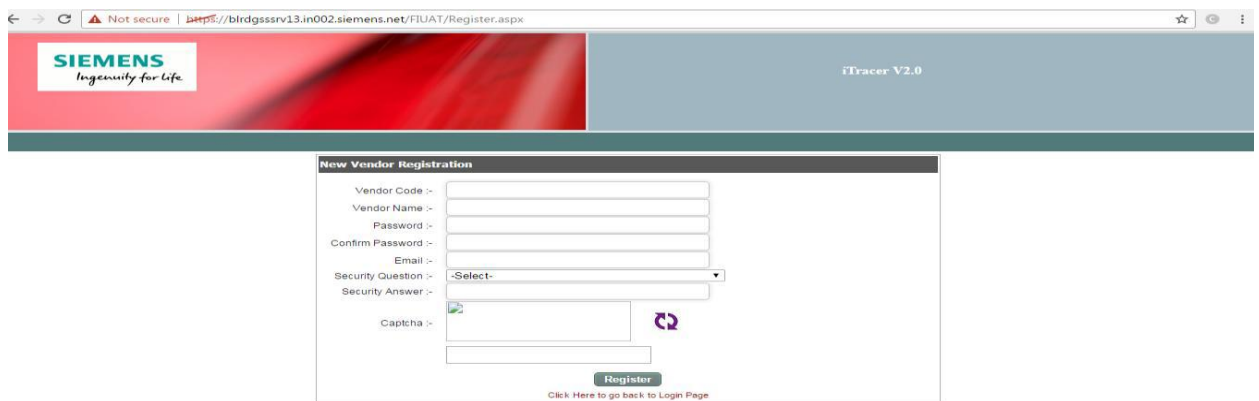 Not secure | https://blrdgsssrv13.in002.siemens.net/FIUAT/Register.aspx
SIEMENS
Ingenuity for life
iTracer V2.0
New Vendor Registration
Vendor Code :-
Vendor Name :-
Password :-
Confirm Password :-
Email :-
Security Question :- -Select-
Security Answer :-
Captcha :-
Register
Click Here to go back to Login Page